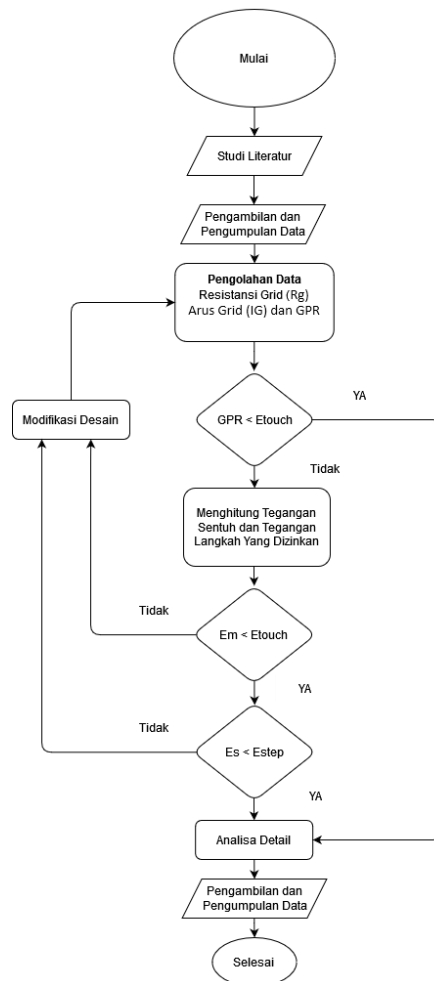 Mulai
Studi Literatur
Pengambilan dan
Pengumpulan Data
Pengolahan Data
Resistansi Grid (Rg)
Arus Grid (IG) dan GPR
Modifikasi Desain
GPR < Etouch
YA
Tidak
Menghitung Tegangan
Sentuh dan Tegangan
Langkah Yang Dizinkan
Tidak
Em < Etouch
YA
Tidak
Es < Estep
YA
Analisa Detail
Pengambilan dan
Pengumpulan Data
Selesai